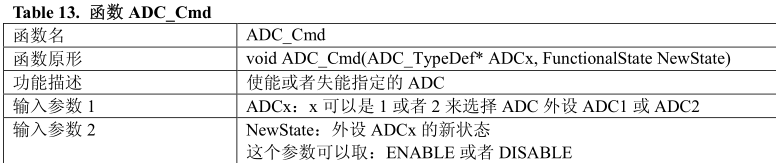 Table 13. 函数 ADC_Cmd
函数名 ADC_Cmd
函数原形 void ADC_Cmd(ADC_TypeDef* ADCx, FunctionalState NewState)
功能描述 使能或者失能指定的 ADC
输入参数 1 ADCx：x 可以是 1 或者 2 来选择 ADC 外设 ADC1 或 ADC2
输入参数 2 NewState：外设 ADCx 的新状态
这个参数可以取：ENABLE 或者 DISABLE